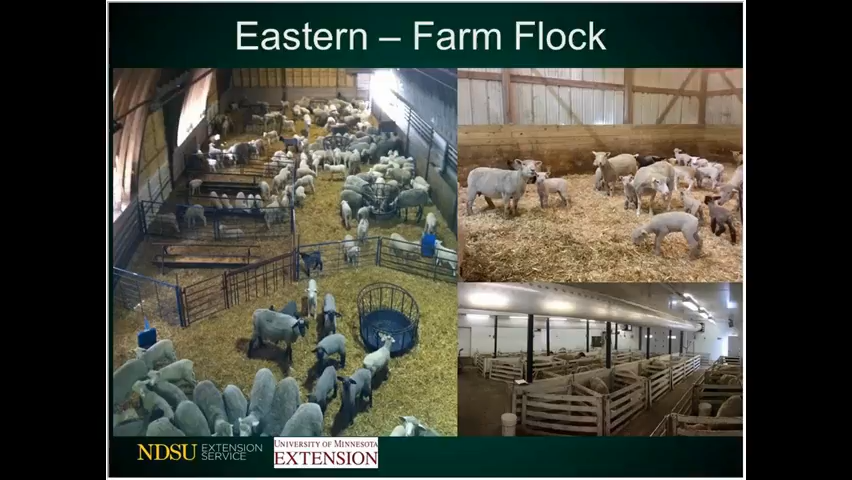 Eastern – Farm Flock
NDSU EXTENSION SERVICE
UNIVERSITY OF MINNESOTA
EXTENSION